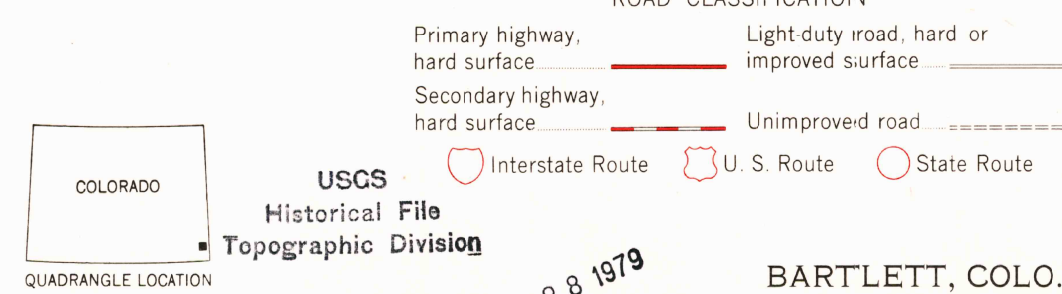 ROAD CLASSIFICATION
Primary highway,
hard surface
Light-duty road, hard or
improved surface
Secondary highway,
hard surface
Unimproved road
Interstate Route
U. S. Route
State Route
COLORADO
QUADRANGLE LOCATION
USGS
Historical File
Topographic Division
8 1979
BARTLETT, COLO.